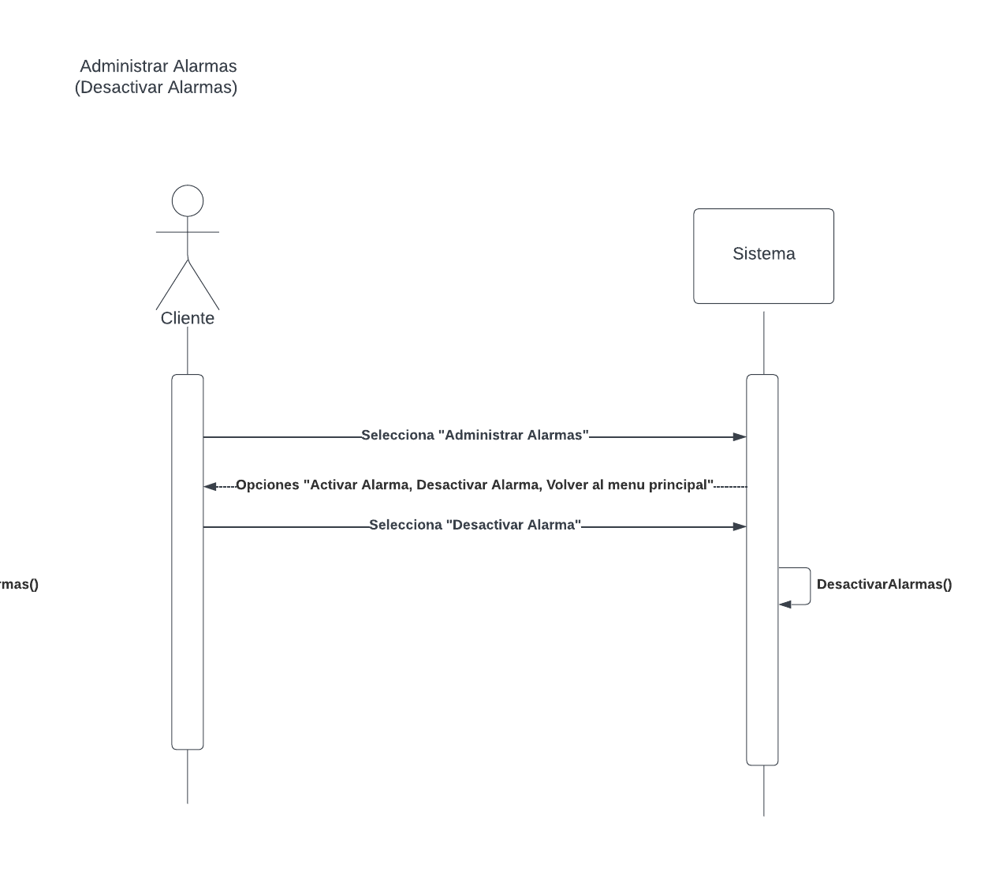 Administrar Alarmas
(Desactivar Alarmas)
Cliente
Sistema
Selecciona "Administrar Alarmas"
Opciones "Activar Alarma, Desactivar Alarma, Volver al menu principal"
Selecciona "Desactivar Alarma"
rmas()
DesactivarAlarmas()